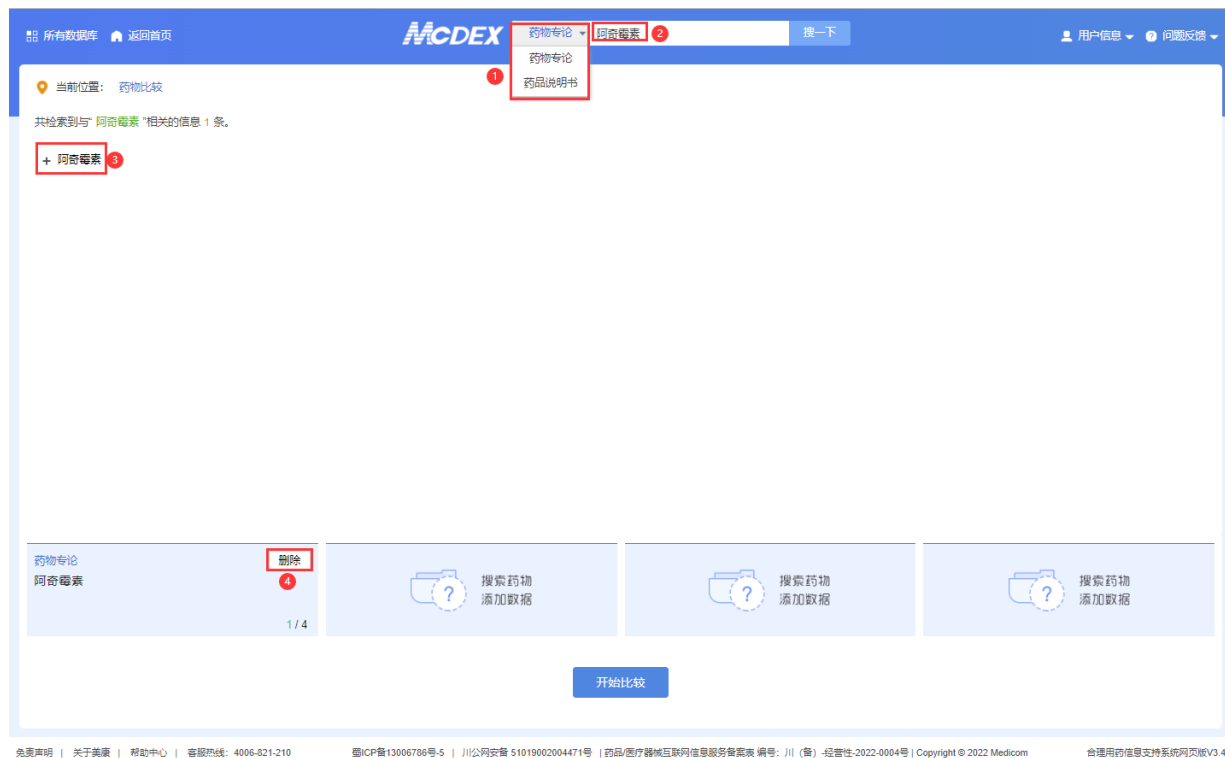 所有数据库 返回首页 McDEX 药物专论 阿奇霉素 2 搜一下 用户信息 问题反馈
药物专论
1 药品说明书
当前位置: 药物比较
共检索到与“ 阿奇霉素 ”相关的信息 1 条。
+ 阿奇霉素 3
药物专论 删除
阿奇霉素 4
1 / 4
? 搜索药物
添加数据
? 搜索药物
添加数据
? 搜索药物
添加数据
开始比较
免责声明 | 关于美康 | 帮助中心 | 客服热线: 4006-821-210 蜀ICP备13006786号-5 | 川公网安备 51019002004471号 | 药品/医疗器械互联网信息服务备案表 编号: 川(备)-经营性-2022-0004号 | Copyright © 2022 Medicom 合理用药信息支持系统网页版V3.4